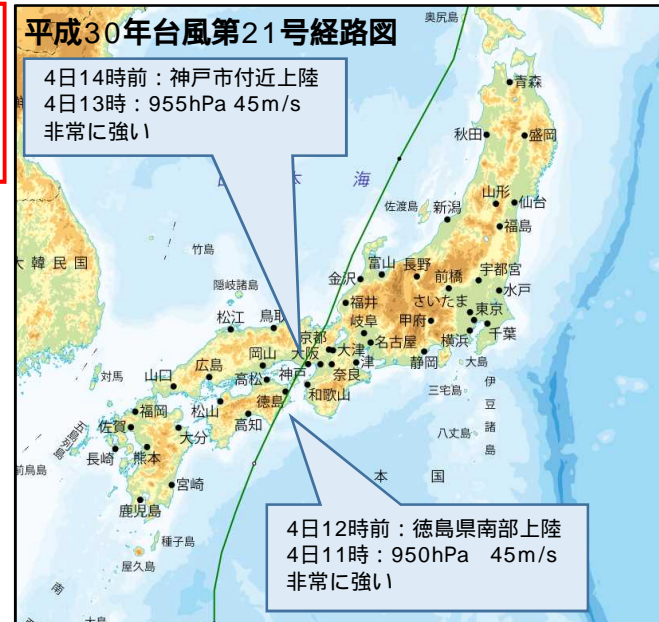 平成30年台風第21号経路図
奥尻島
4日14時前：神戸市付近上陸
4日13時：955hPa 45m/s
非常に強い
青森
秋田
盛岡
海
山形
仙台
佐渡島
新潟
福島
竹島
大韓民国
富山
長野
金沢
前橋
宇都宮
水戸
隠岐諸島
さいたま
福井
東京
松江
鳥取
岐阜
甲府
千葉
京都
横浜
名古屋
大津
岡山
大阪
津
静岡
大島
対馬
広島
神戸
奈良
山口
高松
三宅島
伊豆諸島
徳島
和歌山
松山
福岡
高知
八丈島
佐賀
大分
五島列島
長崎
熊本
本国
宮崎
鹿児島
4日12時前：徳島県南部上陸
4日11時：950hPa 45m/s
非常に強い
種子島
屋久島
南